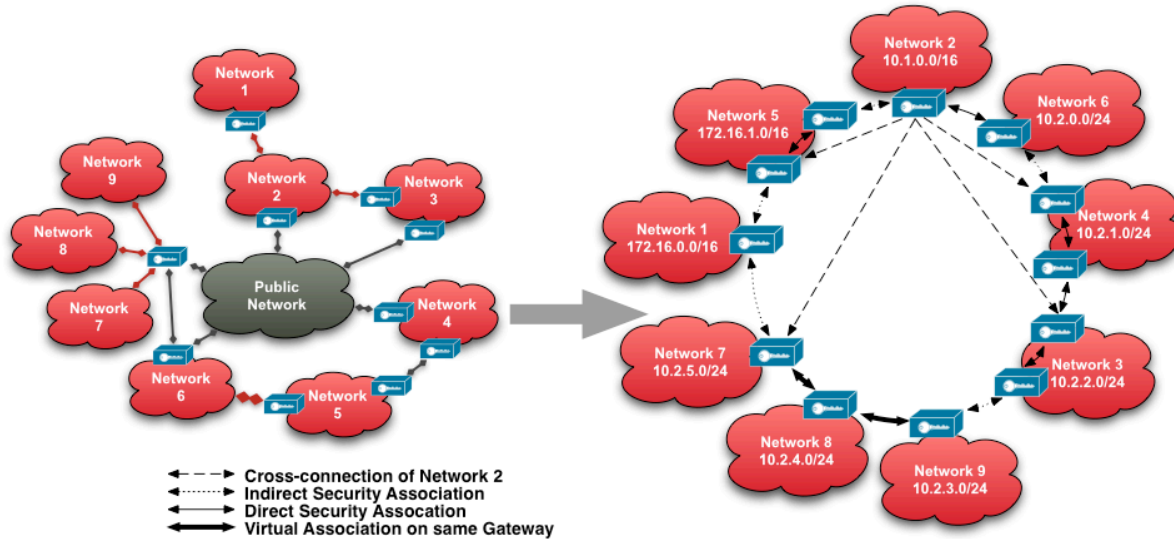 Network
1
Network
2
Network
3
Network
9
Network
8
Network
7
Public
Network
Network
4
Network
6
Network
5
Network 2
10.1.0.0/16
Network 5
172.16.1.0/16
Network 6
10.2.0.0/24
Network 1
172.16.0.0/16
Network 4
10.2.1.0/24
Network 7
10.2.5.0/24
Network 3
10.2.2.0/24
Network 8
10.2.4.0/24
Network 9
10.2.3.0/24
Cross-connection of Network 2
Indirect Security Association
Direct Security Assocation
Virtual Association on same Gateway